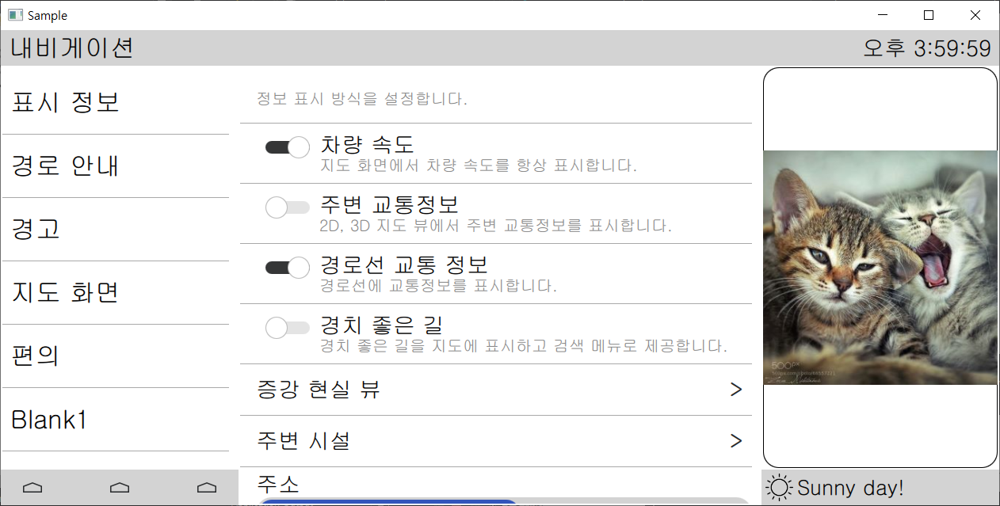 Sample
내비게이션
오후 3:59:59
표시 정보
경로 안내
경고
지도 화면
편의
Blank1
정보 표시 방식을 설정합니다.
차량 속도
지도 화면에서 차량 속도를 항상 표시합니다.
주변 교통정보
2D, 3D 지도 뷰에서 주변 교통정보를 표시합니다.
경로선 교통 정보
경로선에 교통정보를 표시합니다.
경치 좋은 길
경치 좋은 길을 지도에 표시하고 검색 메뉴로 제공합니다.
증강 현실 뷰
주변 시설
주소
500px
Sunny day!